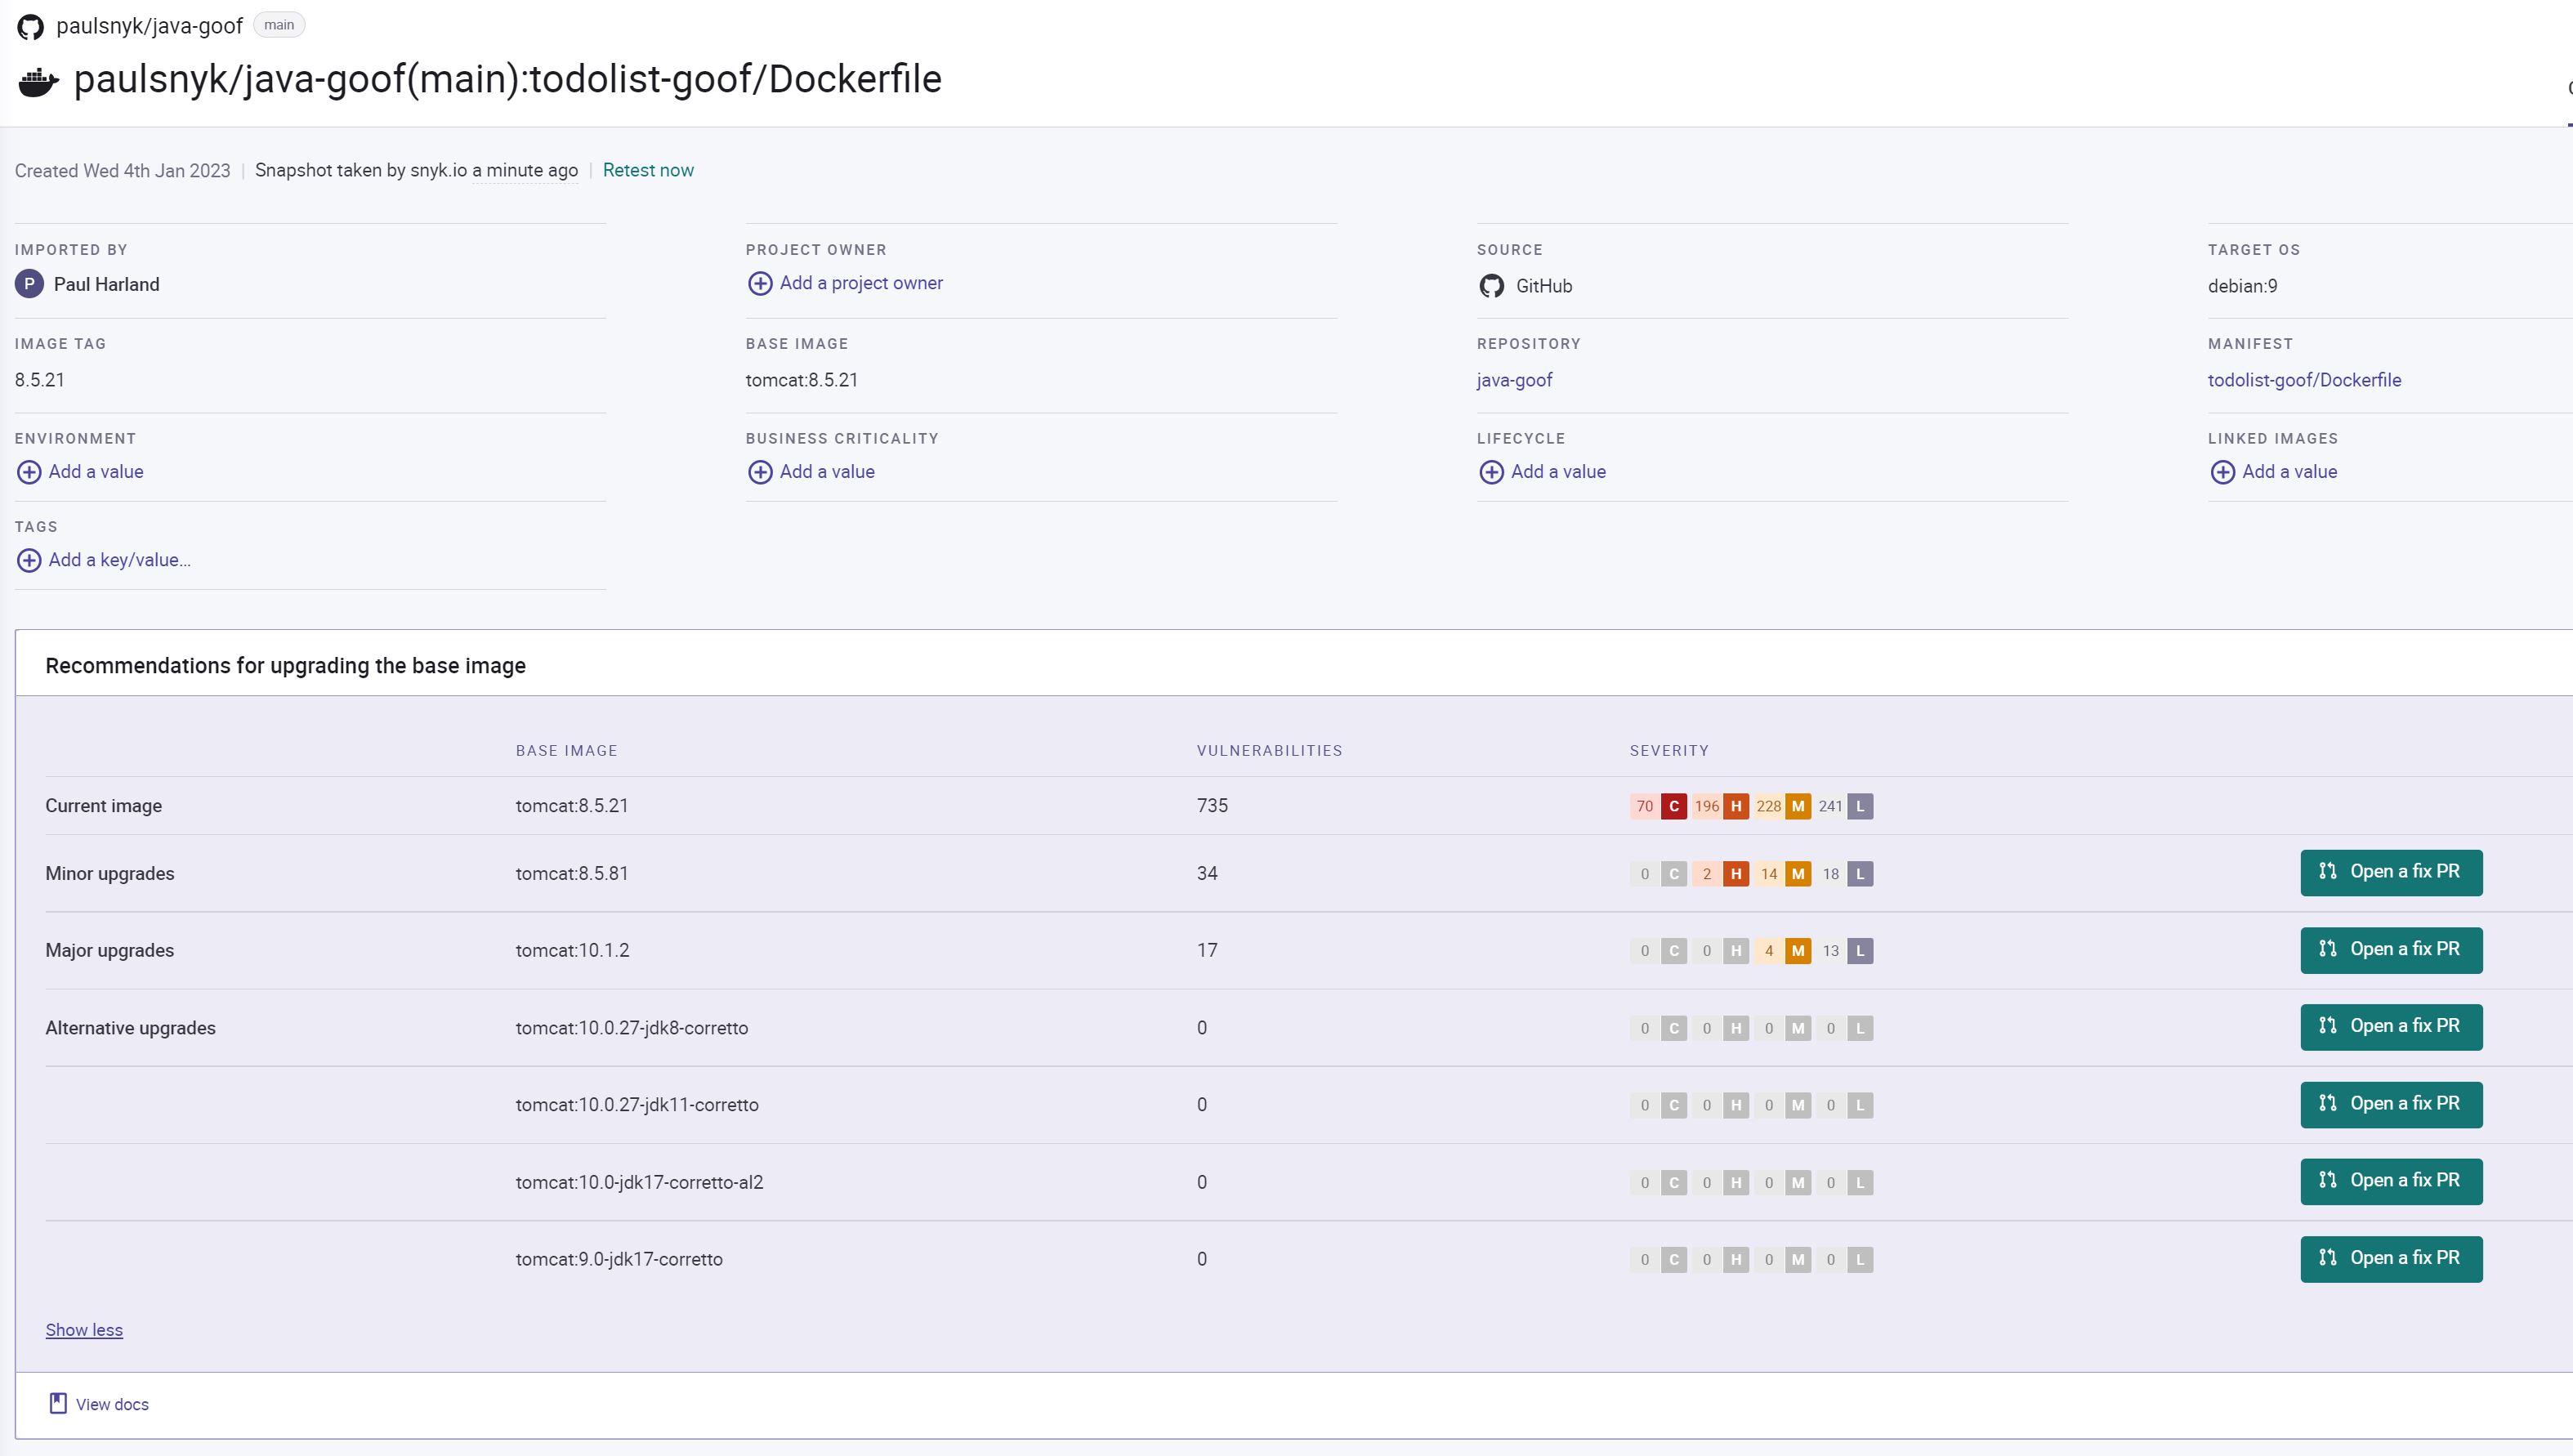 paulsnyk/java-goof main
paulsnyk/java-goof(main):todolist-goof/Dockerfile
Created Wed 4th Jan 2023 | Snapshot taken by snyk.io a minute ago | Retest now
IMPORTED BY
P Paul Harland
PROJECT OWNER
Add a project owner
SOURCE
GitHub
TARGET OS
debian:9
IMAGE TAG
8.5.21
BASE IMAGE
tomcat:8.5.21
REPOSITORY
java-goof
MANIFEST
todolist-goof/Dockerfile
ENVIRONMENT
Add a value
BUSINESS CRITICALITY
Add a value
LIFECYCLE
Add a value
LINKED IMAGES
Add a value
TAGS
Add a key/value...
Recommendations for upgrading the base image
BASE IMAGE VULNERABILITIES SEVERITY
Current image tomcat:8.5.21 735 70 C 196 H 228 M 241 L
Minor upgrades tomcat:8.5.81 34 0 C 2 H 14 M 18 L Open a fix PR
Major upgrades tomcat:10.1.2 17 0 C 0 H 4 M 13 L Open a fix PR
Alternative upgrades tomcat:10.0.27-jdk8-corretto 0 0 C 0 H 0 M 0 L Open a fix PR
tomcat:10.0.27-jdk11-corretto 0 0 C 0 H 0 M 0 L Open a fix PR
tomcat:10.0-jdk17-corretto-al2 0 0 C 0 H 0 M 0 L Open a fix PR
tomcat:9.0-jdk17-corretto 0 0 C 0 H 0 M 0 L Open a fix PR
Show less
View docs